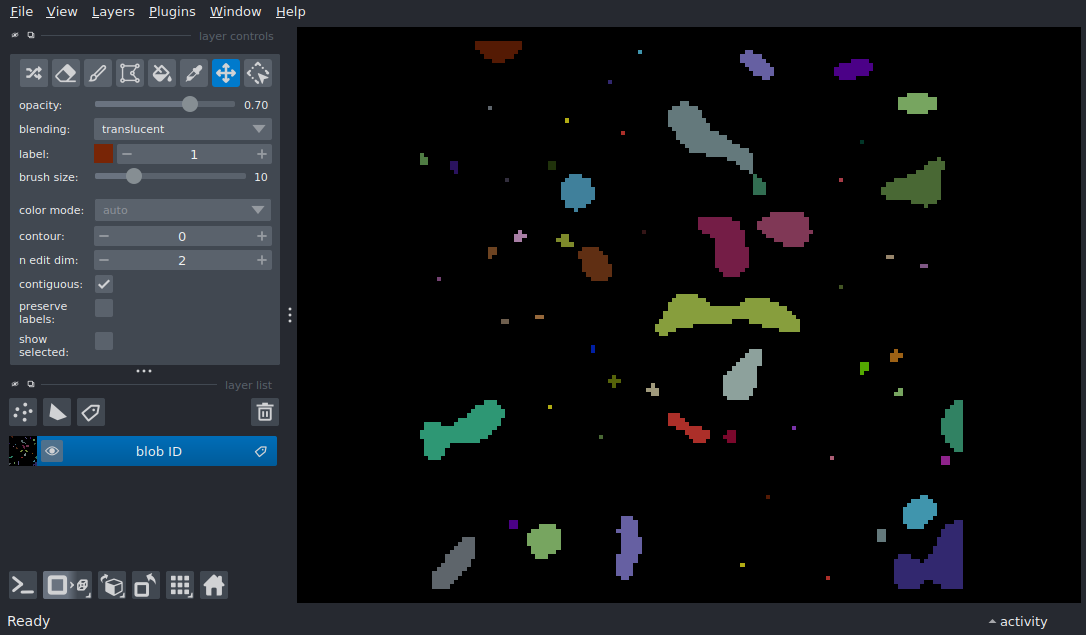 File View Layers Plugins Window Help
layer controls
opacity: 0.70
blending: translucent
label: 1
brush size: 10
color mode: auto
contour: 0
n edit dim: 2
contiguous:
preserve
labels:
show
selected:
layer list
blob ID
Ready activity